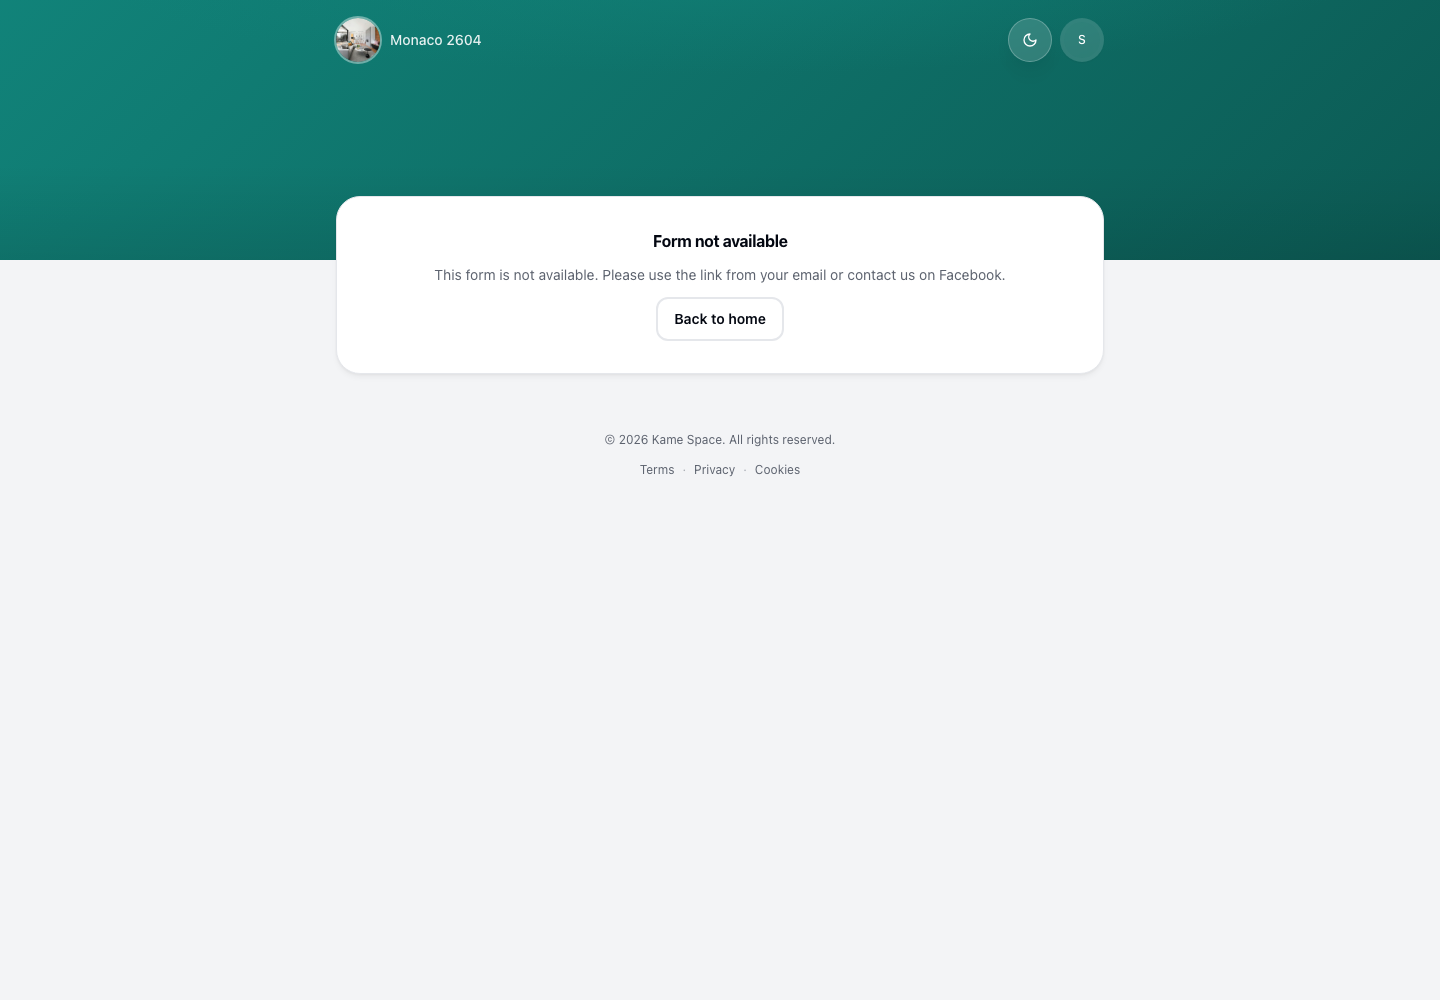 Monaco 2604
S
Form not available
This form is not available. Please use the link from your email or contact us on Facebook.
Back to home
© 2026 Kame Space. All rights reserved.
Terms · Privacy · Cookies